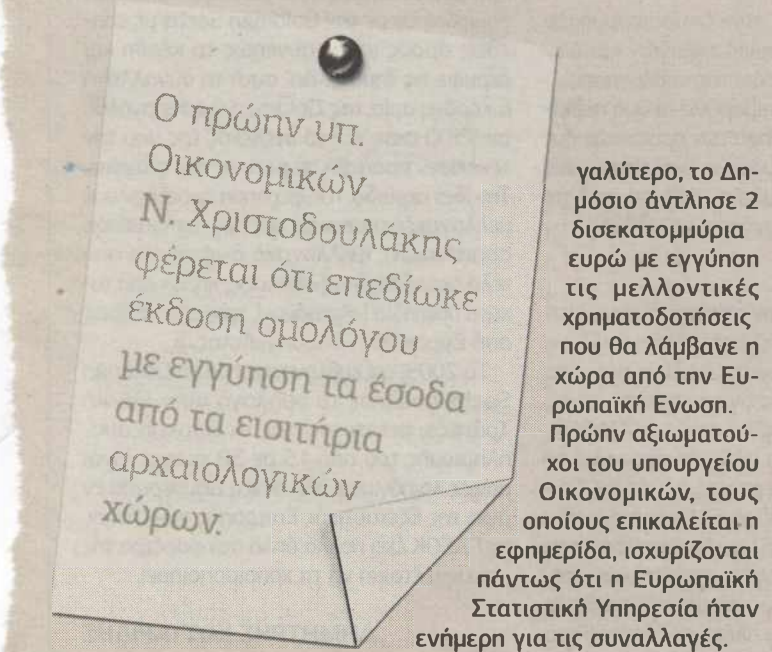 Ο πρώην υπ.
Οικονομικών
Ν. Χριστοδουλάκης
φέρεται ότι επεδίωκε
έκδοση ομολόγου
με εγγύηση τα έσοδα
από τα εισιτήρια
αρχαιολογικών
χώρων.
γαλύτερο, το Δη-
μόσιο άντλησε 2
δισεκατομμύρια
ευρώ με εγγύηση
τις μελλοντικές
χρηματοδοτήσεις
που θα λάμβανε η
χώρα από την Ευ-
ρωπαϊκή Ενωση.
Πρώην αξιωματού-
χοι του υπουργείου
Οικονομικών, τους
οποίους επικαλείται η
εφημερίδα, ισχυρίζονται
πάντως ότι η Ευρωπαϊκή
Στατιστική Υπηρεσία ήταν
ενήμερη για τις συναλλαγές.